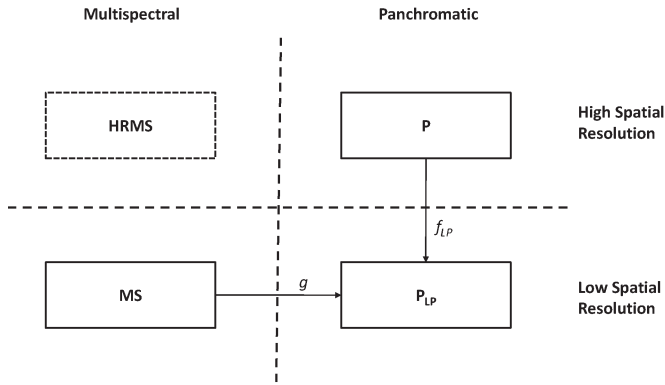 Multispectral
Panchromatic
HRMS
P
High Spatial
Resolution
f_LP
MS
g
P_LP
Low Spatial
Resolution